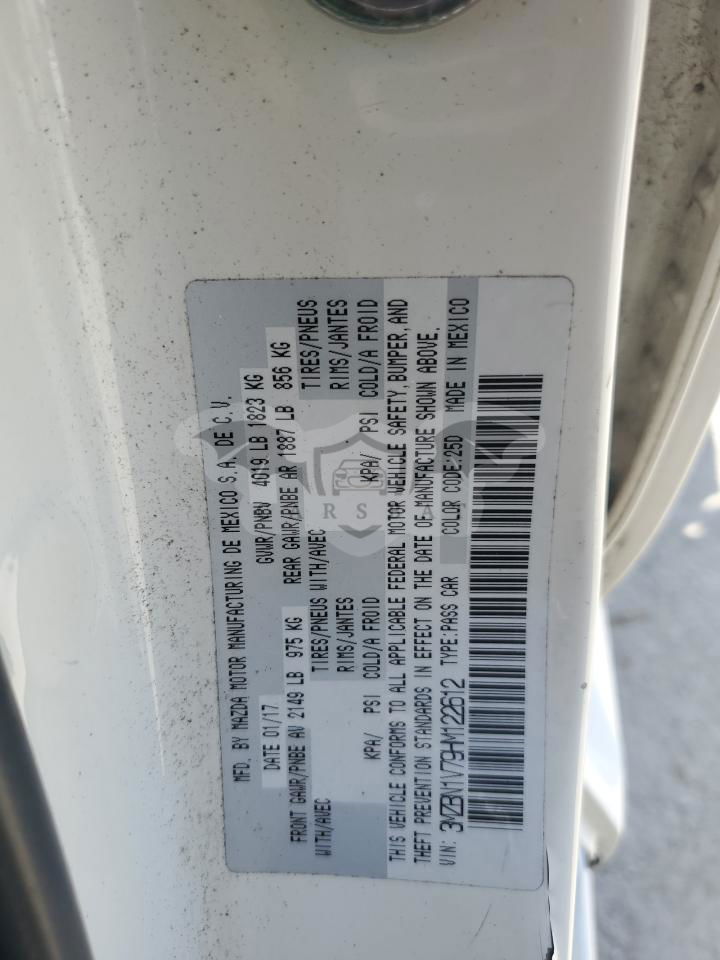 MFD. BY MAZDA MOTOR MANUFACTURING DE MEXICO S.A. DE C.V.
DATE 01/17 GVWR/PNBV 4019 LB 1823 KG
FRONT GAWR/PNBE AV 2149 LB 975 KG REAR GAWR/PNBE AR 1887 LB 856 KG
WITH/AVEC TIRES/PNEUS WITH/AVEC TIRES/PNEUS
RIMS/JANTES RIMS/JANTES
KPA/ PSI COLD/A FROID KPA/ PSI COLD/A FROID
THIS VEHICLE CONFORMS TO ALL APPLICABLE FEDERAL MOTOR VEHICLE SAFETY, BUMPER, AND
THEFT PREVENTION STANDARDS IN EFFECT ON THE DATE OF MANUFACTURE SHOWN ABOVE.
VIN: 3MZBN1V79HM122612 TYPE:PASS CAR COLOR CODE:25D MADE IN MEXICO